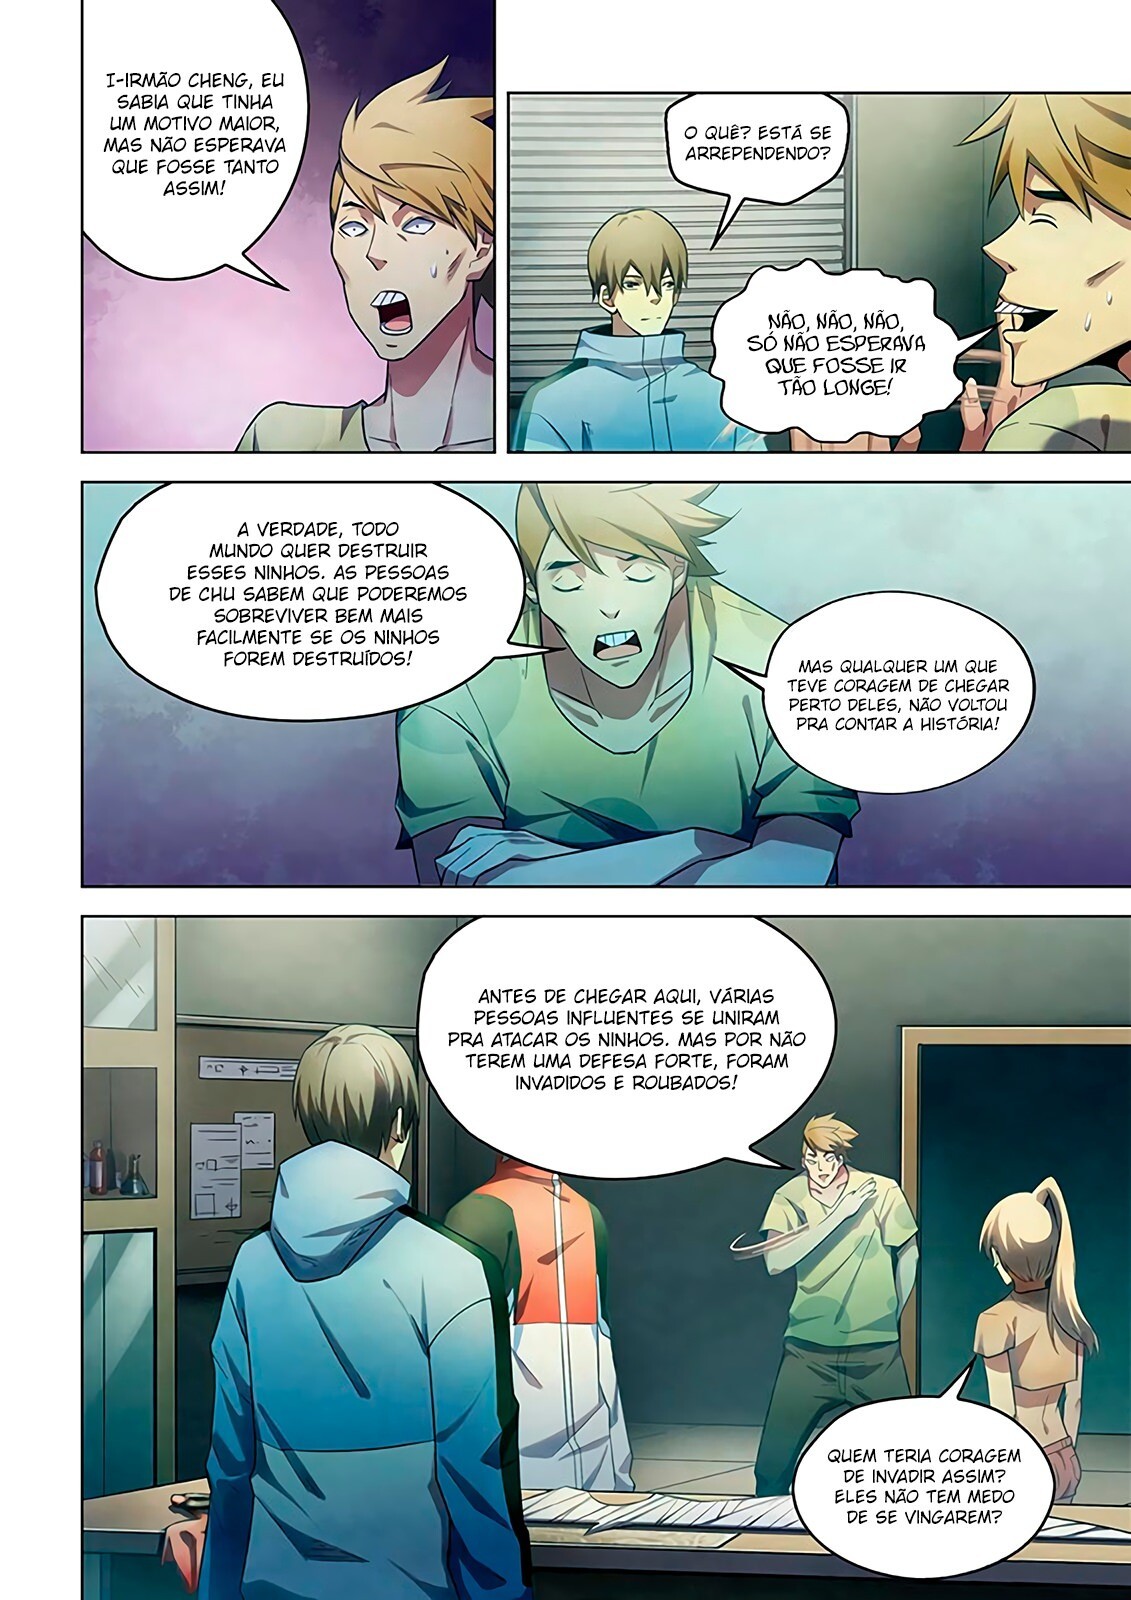 I-IRMÃO CHENG, EU
SABIA QUE TINHA
UM MOTIVO MAIOR,
MAS NÃO ESPERAVA
QUE FOSSE TANTO
ASSIM!
O QUÊ? ESTÁ SE
ARREPENDENDO?
NÃO, NÃO, NÃO,
SÓ NÃO ESPERAVA
QUE FOSSE IR
TÃO LONGE!
A VERDADE, TODO
MUNDO QUER DESTRUIR
ESSES NINHOS. AS PESSOAS
DE CHU SABEM QUE PODEREMOS
SOBREVIVER BEM MAIS
FACILMENTE SE OS NINHOS
FOREM DESTRUÍDOS!
MAS QUALQUER UM QUE
TEVE CORAGEM DE CHEGAR
PERTO DELES, NÃO VOLTOU
PRA CONTAR A HISTÓRIA!
ANTES DE CHEGAR AQUI, VÁRIAS
PESSOAS INFLUENTES SE UNIRAM
PRA ATACAR OS NINHOS. MAS POR NÃO
TEREM UMA DEFESA FORTE, FORAM
INVADIDOS E ROUBADOS!
QUEM TERIA CORAGEM
DE INVADIR ASSIM?
ELES NÃO TEM MEDO
DE SE VINGAREM?